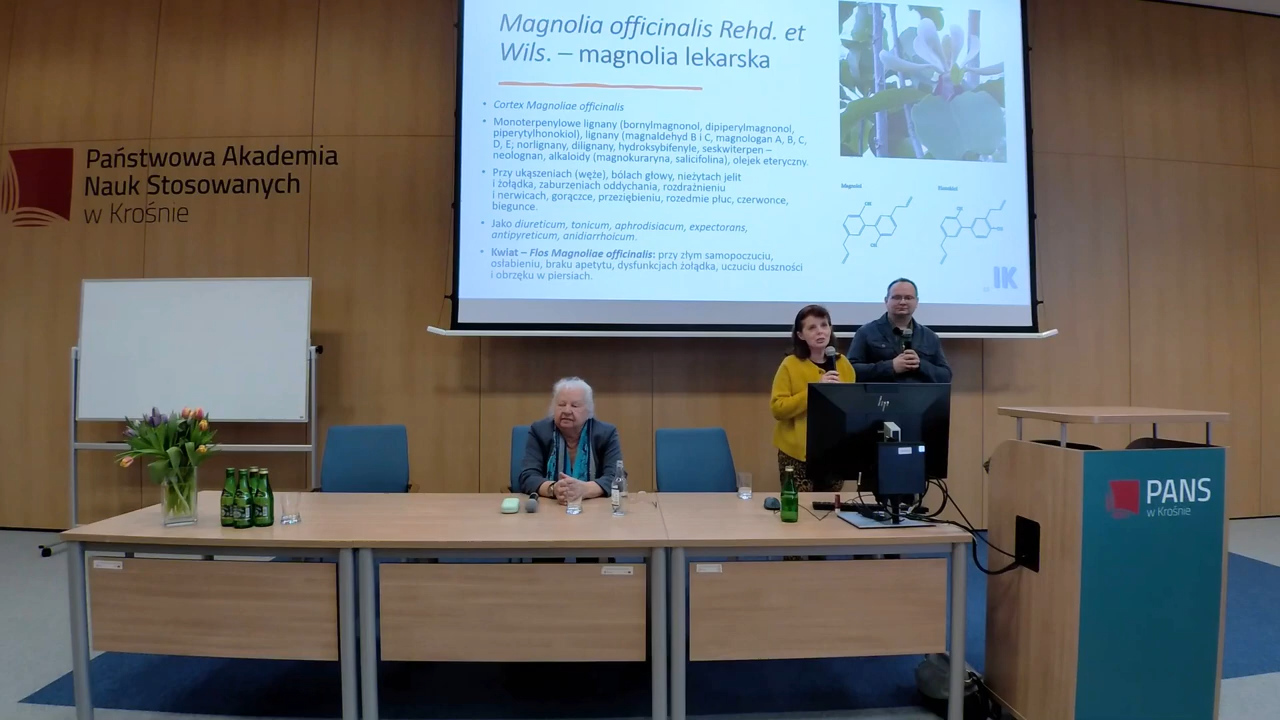 Magnolia officinalis Rehd. et
Wils. – magnolia lekarska
• Cortex Magnoliae officinalis
• Monoterpenylowe lignany (bornylmagnonol, dipiperylmagnol,
piperytylhonokiol), lignany (magnaldehyd B i C, magnologan A, B, C,
D, E; norlignany, dilignany, hydroksybifenyle, seskwiterpen –
neolognan, alkaloidy (magnokuraryna, salicifolina), olejek eteryczny.
• Przy ukąszeniach (węże), bólach głowy, nieżytach jelit
i żołądka, zaburzeniach oddychania, rozdrażnieniu
i nerwicach, gorączce, przeziębieniu, rozedmie płuc, czerwonce,
biegunce.
• Jako diureticum, tonicum, aphrodisiacum, expectorans,
antipyreticum, anidiarrhoicum.
• Kwiat – Flos Magnoliae officinalis: przy złym samopoczuciu,
osłabieniu, braku apetytu, dysfunkcjach żołądka, uczuciu duszności
i obrzęku w piersiach.
Magnolol
Honokiol
OH
OH
IK
Państwowa Akademia
Nauk Stosowanych
w Krośnie
hp
PANS
w Krośnie